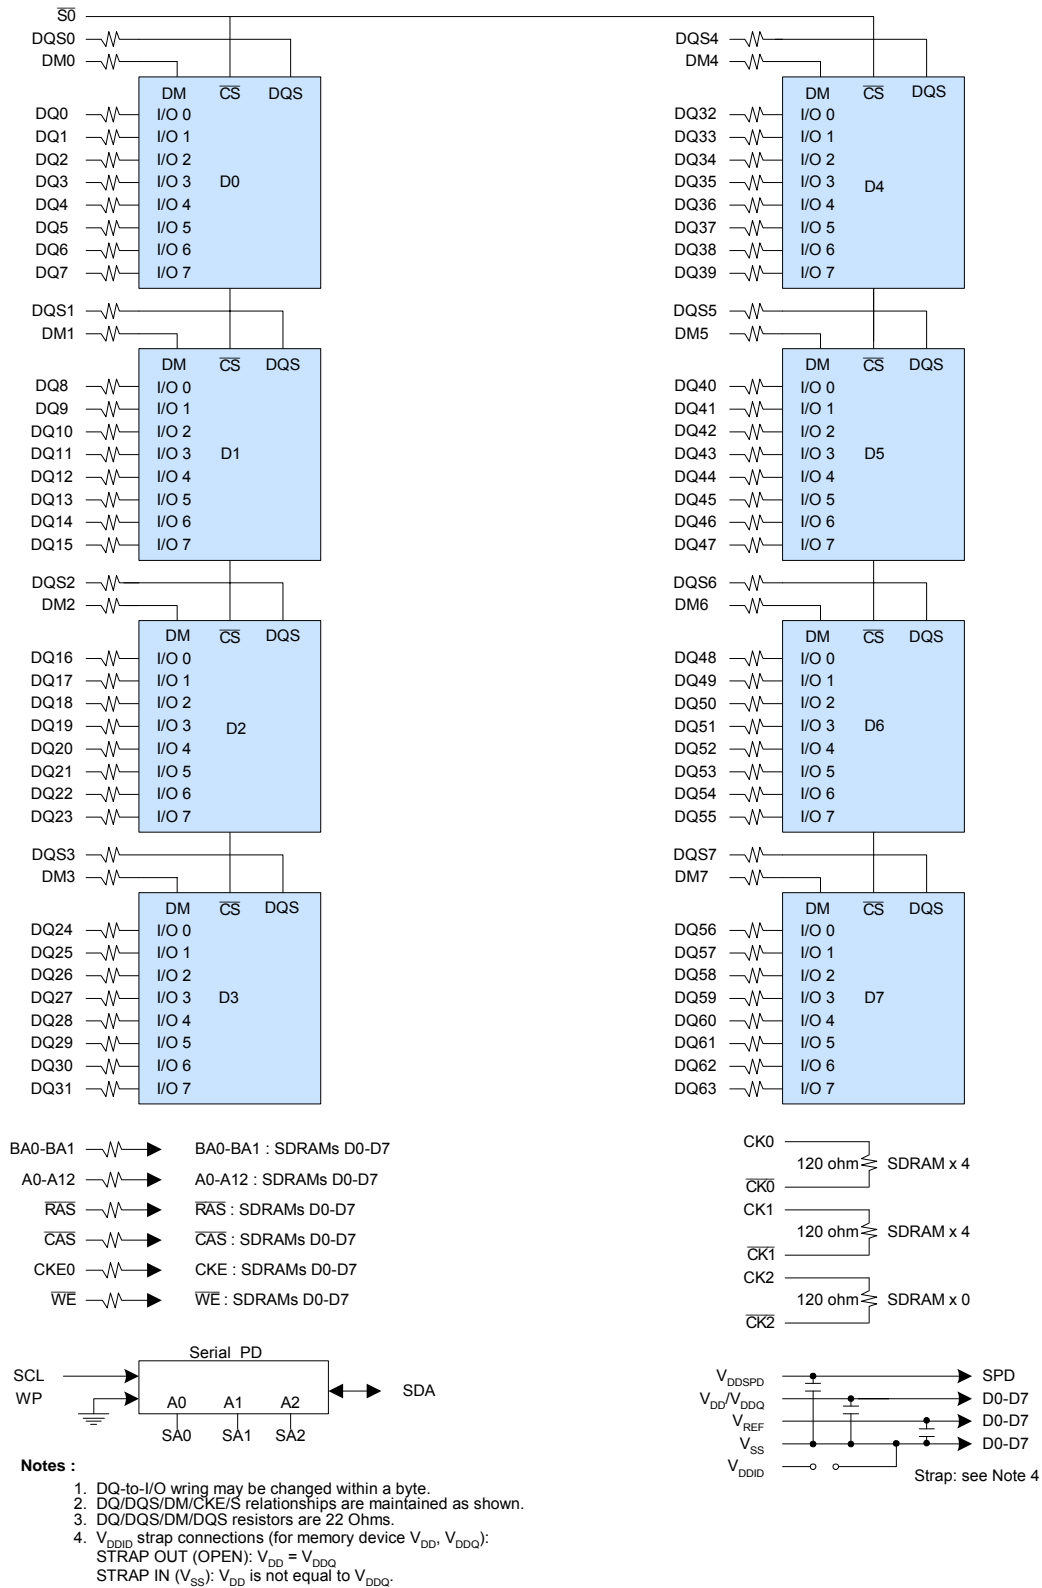 S0
DQS0
DM0
DM CS DQS
DQ0 I/O 0
DQ1 I/O 1
DQ2 I/O 2
DQ3 I/O 3 D0
DQ4 I/O 4
DQ5 I/O 5
DQ6 I/O 6
DQ7 I/O 7
DQS1
DM1
DM CS DQS
DQ8 I/O 0
DQ9 I/O 1
DQ10 I/O 2
DQ11 I/O 3 D1
DQ12 I/O 4
DQ13 I/O 5
DQ14 I/O 6
DQ15 I/O 7
DQS2
DM2
DM CS DQS
DQ16 I/O 0
DQ17 I/O 1
DQ18 I/O 2
DQ19 I/O 3 D2
DQ20 I/O 4
DQ21 I/O 5
DQ22 I/O 6
DQ23 I/O 7
DQS3
DM3
DM CS DQS
DQ24 I/O 0
DQ25 I/O 1
DQ26 I/O 2
DQ27 I/O 3 D3
DQ28 I/O 4
DQ29 I/O 5
DQ30 I/O 6
DQ31 I/O 7
DQS4
DM4
DM CS DQS
DQ32 I/O 0
DQ33 I/O 1
DQ34 I/O 2
DQ35 I/O 3 D4
DQ36 I/O 4
DQ37 I/O 5
DQ38 I/O 6
DQ39 I/O 7
DQS5
DM5
DM CS DQS
DQ40 I/O 0
DQ41 I/O 1
DQ42 I/O 2
DQ43 I/O 3 D5
DQ44 I/O 4
DQ45 I/O 5
DQ46 I/O 6
DQ47 I/O 7
DQS6
DM6
DM CS DQS
DQ48 I/O 0
DQ49 I/O 1
DQ50 I/O 2
DQ51 I/O 3 D6
DQ52 I/O 4
DQ53 I/O 5
DQ54 I/O 6
DQ55 I/O 7
DQS7
DM7
DM CS DQS
DQ56 I/O 0
DQ57 I/O 1
DQ58 I/O 2
DQ59 I/O 3 D7
DQ60 I/O 4
DQ61 I/O 5
DQ62 I/O 6
DQ63 I/O 7
BA0-BA1 BA0-BA1 : SDRAMs D0-D7
A0-A12 A0-A12 : SDRAMs D0-D7
RAS RAS : SDRAMs D0-D7
CAS CAS : SDRAMs D0-D7
CKE0 CKE : SDRAMs D0-D7
WE WE : SDRAMs D0-D7
CK0
120 ohm SDRAM x 4
CK0
CK1
120 ohm SDRAM x 4
CK1
CK2
120 ohm SDRAM x 0
CK2
Serial PD
SCL
WP
SDA
A0 A1 A2
SA0 SA1 SA2
VDDSPD SPD
VDD/VDDQ D0-D7
VREF D0-D7
VSS D0-D7
VDDID
Strap: see Note 4
Notes :
1. DQ-to-I/O wring may be changed within a byte.
2. DQ/DQS/DM/CKE/S relationships are maintained as shown.
3. DQ/DQS/DM/DQS resistors are 22 Ohms.
4. VDDID strap connections (for memory device VDD, VDDQ):
STRAP OUT (OPEN): VDD = VDDQ
STRAP IN (VSS): VDD is not equal to VDDQ.